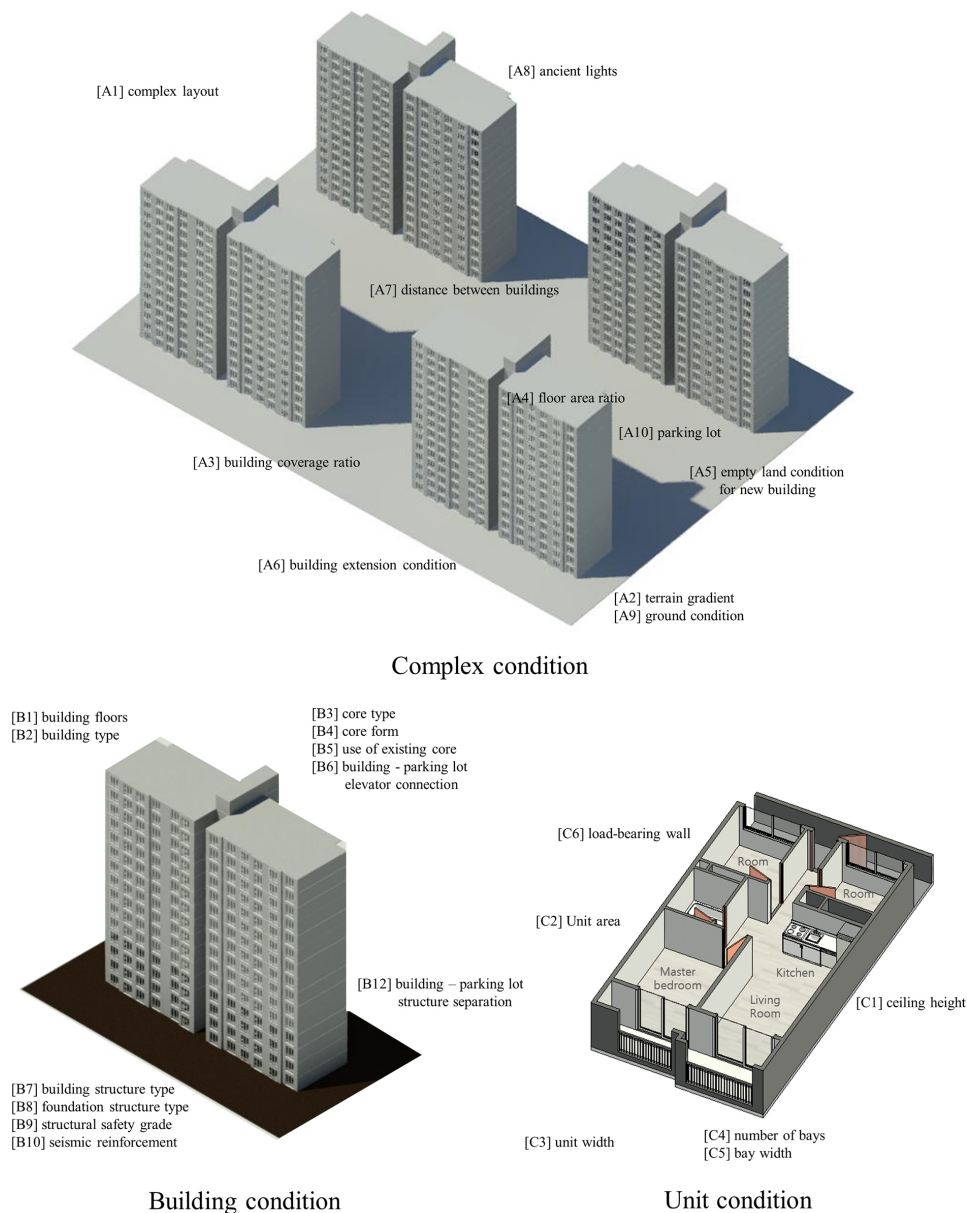 [A8] ancient lights
[A1] complex layout
[A7] distance between buildings
[A4] floor area ratio
[A10] parking lot
[A3] building coverage ratio
[A5] empty land condition
for new building
[A6] building extension condition
[A2] terrain gradient
[A9] ground condition
Complex condition
[B1] building floors
[B2] building type
[B3] core type
[B4] core form
[B5] use of existing core
[B6] building - parking lot
elevator connection
[B12] building – parking lot
structure separation
[B7] building structure type
[B8] foundation structure type
[B9] structural safety grade
[B10] seismic reinforcement
Building condition
[C6] load-bearing wall
Room
Room
[C2] Unit area
Kitchen
Master
bedroom
Living
Room
[C1] ceiling height
[C3] unit width
[C4] number of bays
[C5] bay width
Unit condition